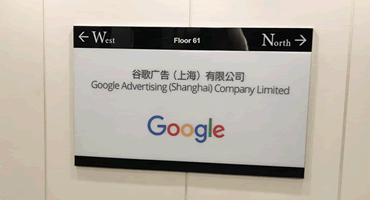 ← West Floor 61 North →
谷歌广告（上海）有限公司
Google Advertising (Shanghai) Company Limited
Google